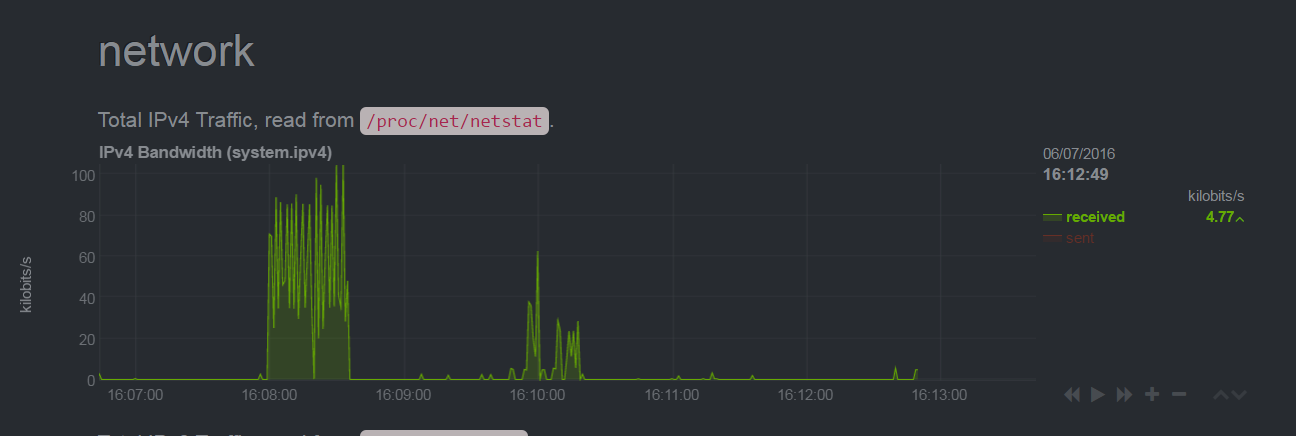 network
Total IPv4 Traffic, read from /proc/net/netstat.
IPv4 Bandwidth (system.ipv4)
06/07/2016
16:12:49
kilobits/s
received 4.77
sent
kilobits/s
100
80
60
40
20
0
16:07:00 16:08:00 16:09:00 16:10:00 16:11:00 16:12:00 16:13:00